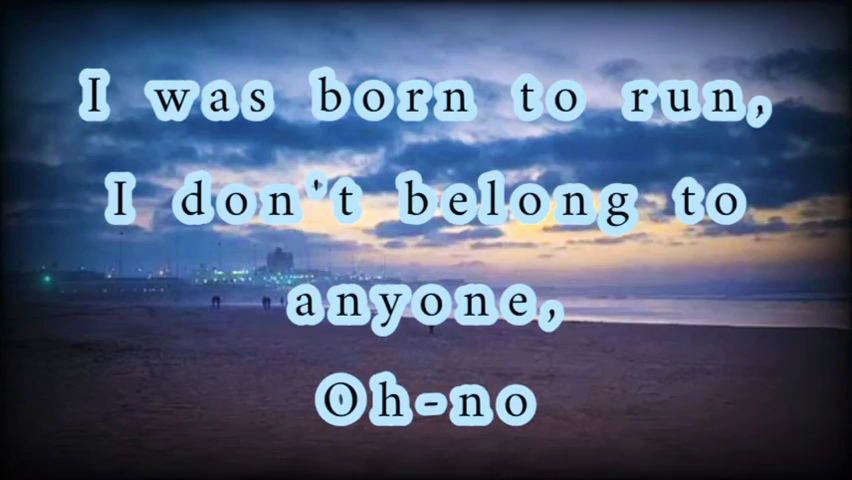 I was born to run,
I don't belong to
anyone,
Oh-no